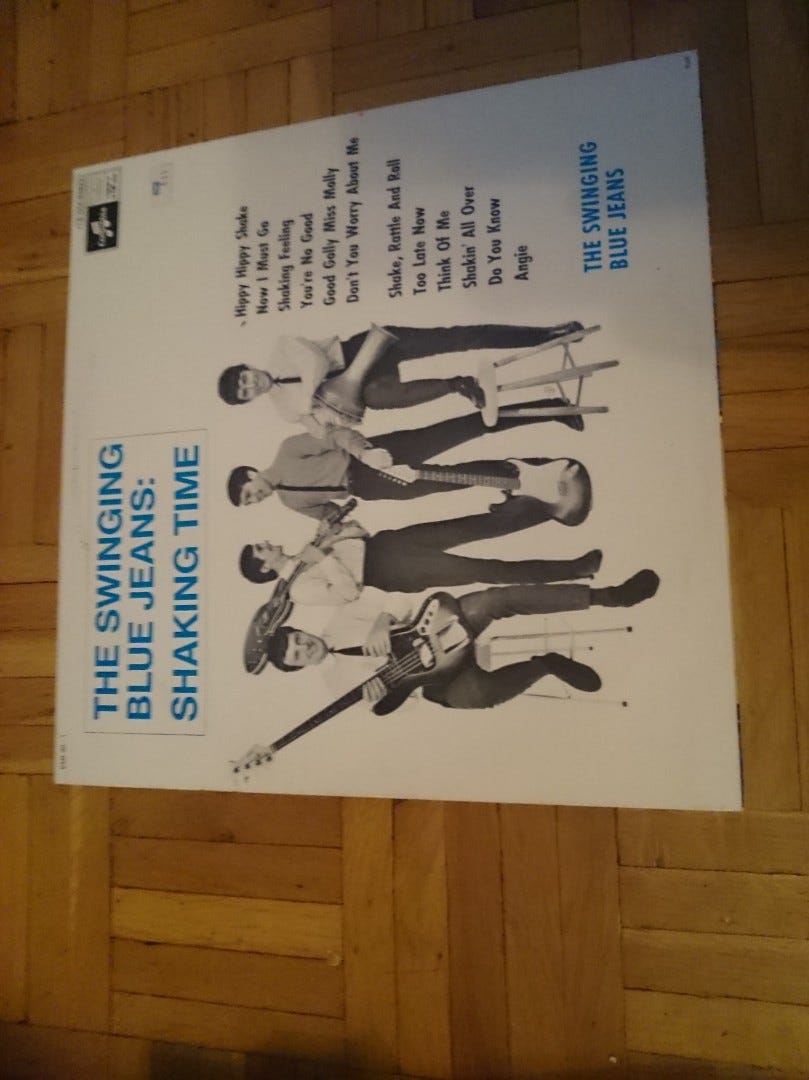 THE SWINGING
BLUE JEANS:
SHAKING TIME
Columbia
Hippy Hippy Shake
Now I Must Go
Shaking Feeling
You're No Good
Good Golly Miss Molly
Don't You Worry About Me
Shake, Rattle And Roll
Too Late Now
Think Of Me
Shakin' All Over
Do You Know
Angie
THE SWINGING
BLUE JEANS